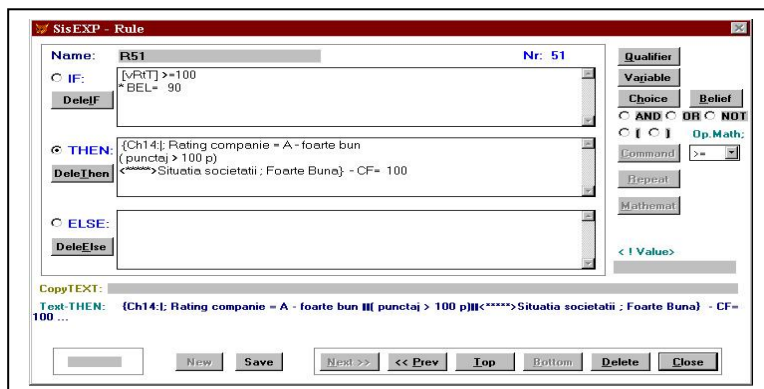 SisEXP - Rule
Name: R51 Nr: 51
IF: [vRtT] >=100
* BEL= 90
DeleIF
THEN: {Ch14:|; Rating companie = A - foarte bun
( punctaj > 100 p)
<*****>Situatia societatii ; Foarte Buna} - CF= 100
DeleThen
ELSE:
DeleElse
Qualifier
Variable
Choice Belief
AND OR NOT
( ) Op.Math;
Command >=
Repeat
Mathemat
< ! Value>
CopyTEXT:
Text-THEN: {Ch14:|; Rating companie = A - foarte bun ||( punctaj > 100 p)||<*****>Situatia societatii ; Foarte Buna} - CF=
100 ...
New Save Next >> << Prev Top Bottom Delete Close